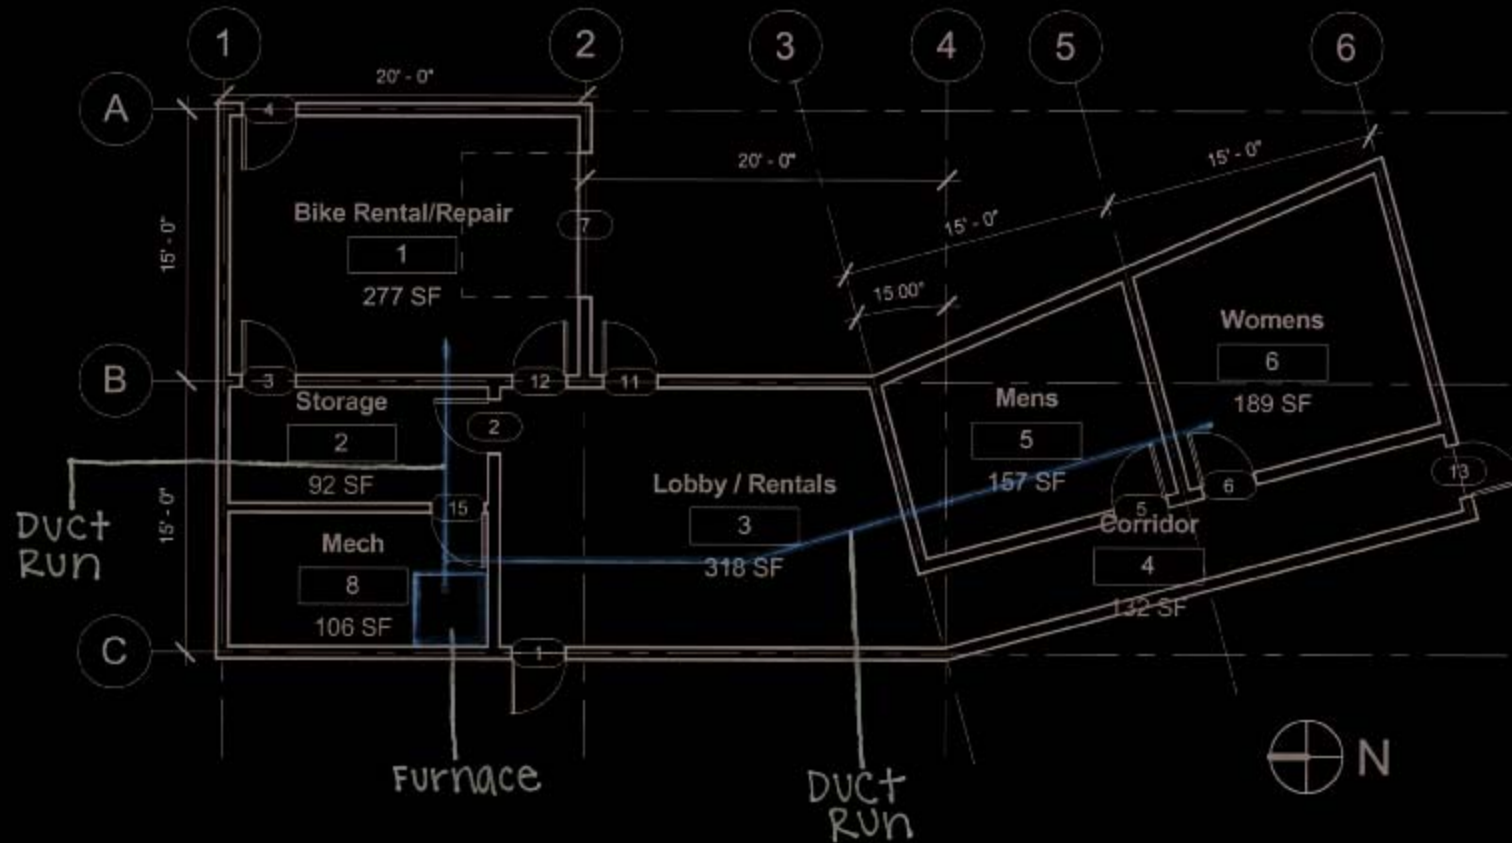 1
2
3
4
5
6
20' - 0"
A
4
15' - 0"
20' - 0"
15' - 0"
Bike Rental/Repair
1
277 SF
7
15' - 0"
15.00°
Womens
6
189 SF
B
3
12
11
Storage
2
92 SF
2
Mens
5
157 SF
Lobby / Rentals
3
318 SF
15
5
6
13
Duct
Run
15' - 0"
Mech
8
106 SF
Corridor
4
132 SF
C
1
Furnace
Duct
Run
N